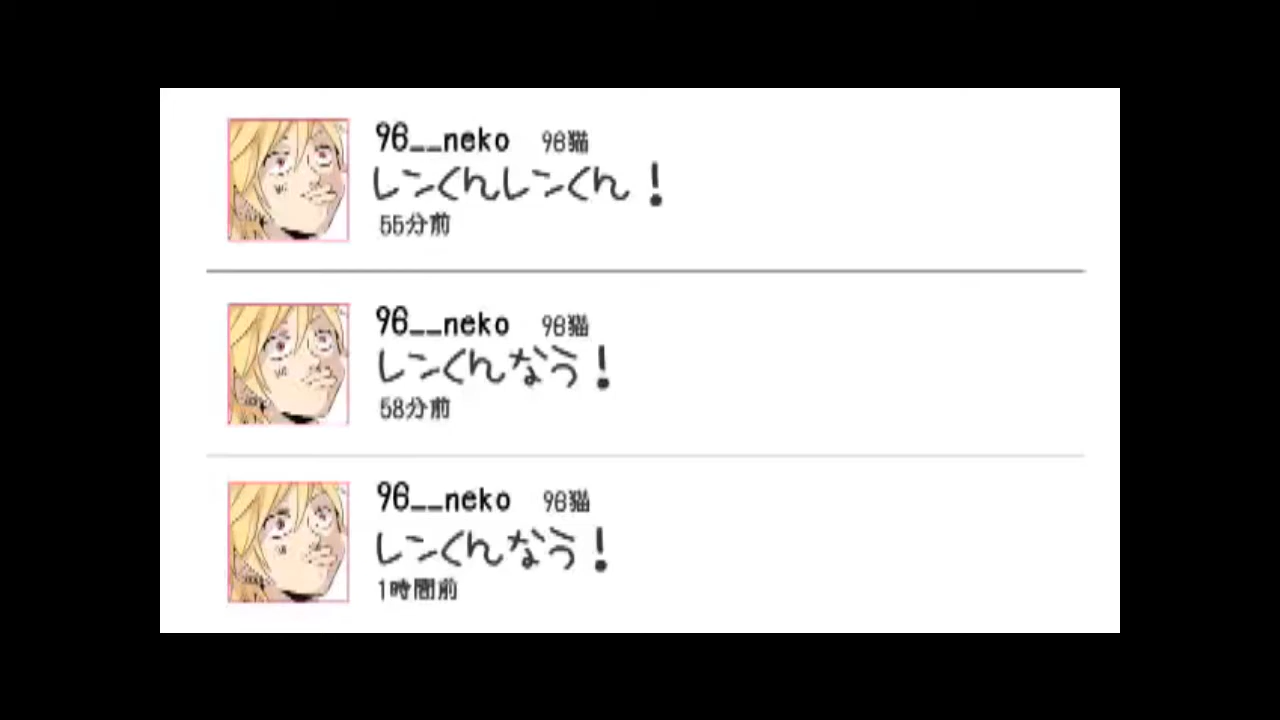 96__neko 96猫
レンくんレンくん！
55分前
96__neko 96猫
レンくんなう！
58分前
96__neko 96猫
レンくんなう！
1時間前